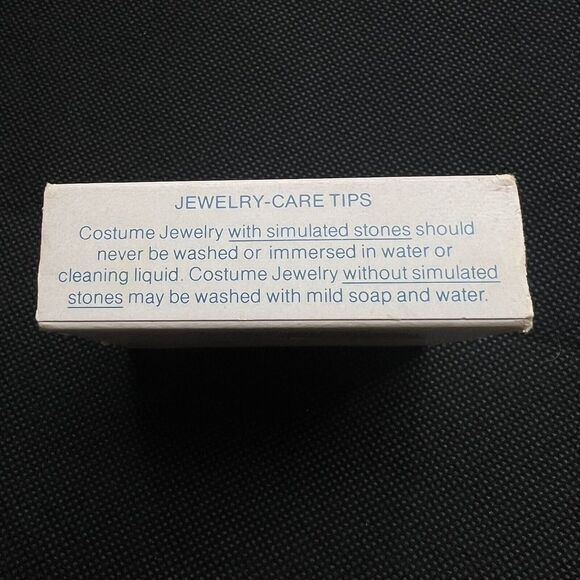 JEWELRY-CARE TIPS
Costume Jewelry with simulated stones should
never be washed or immersed in water or
cleaning liquid. Costume Jewelry without simulated
stones may be washed with mild soap and water.